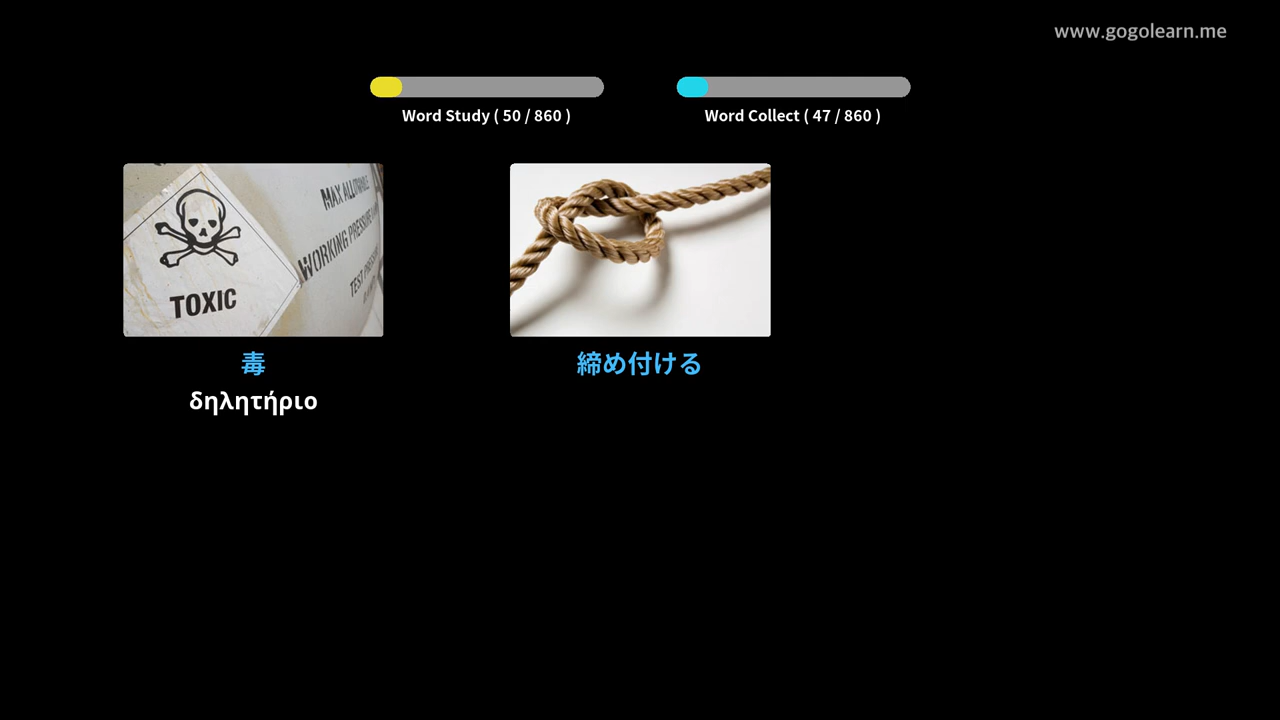 www.gogolearn.me
Word Study ( 50 / 860 )
Word Collect ( 47 / 860 )
MAX ALLOWABLE
WORKING PRESSURE
TEST
TOXIC
毒
締め付ける
δηλητήριο